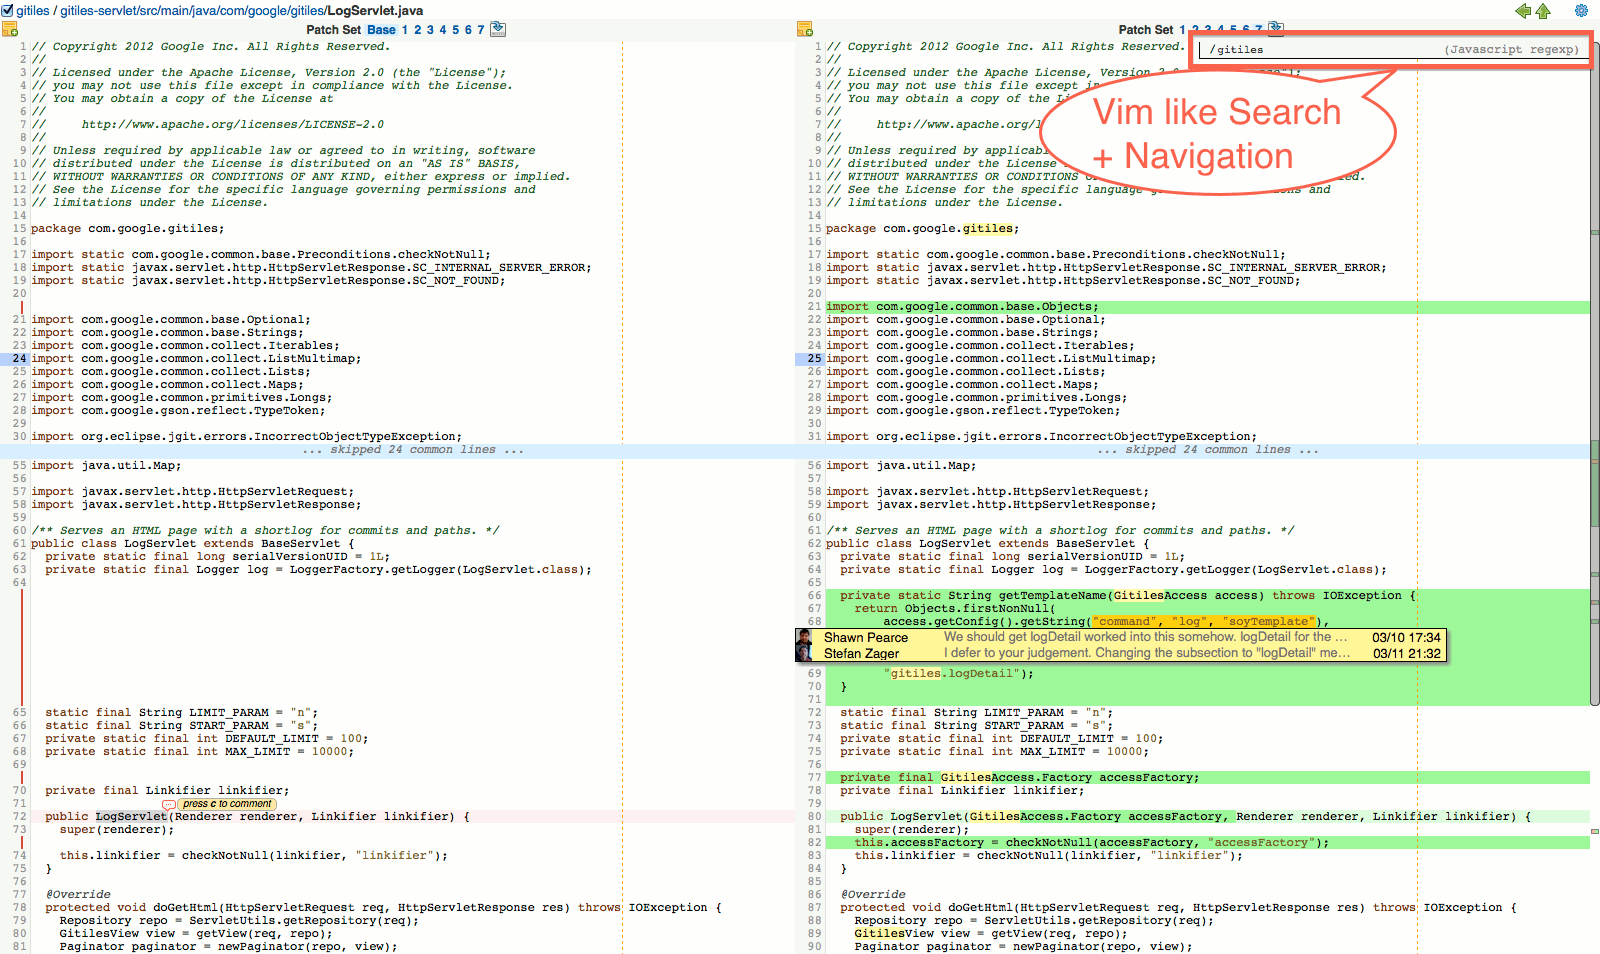 gitiles / gitiles-servlet/src/main/java/com/google/gitiles/LogServlet.java
Patch Set Base 1 2 3 4 5 6 7
1 // Copyright 2012 Google Inc. All Rights Reserved.
2 //
3 // Licensed under the Apache License, Version 2.0 (the "License");
4 // you may not use this file except in compliance with the License.
5 // You may obtain a copy of the License at
6 //
7 //     http://www.apache.org/licenses/LICENSE-2.0
8 //
9 // Unless required by applicable law or agreed to in writing, software
10 // distributed under the License is distributed on an "AS IS" BASIS,
11 // WITHOUT WARRANTIES OR CONDITIONS OF ANY KIND, either express or implied.
12 // See the License for the specific language governing permissions and
13 // limitations under the License.
14
15 package com.google.gitiles;
16
17 import static com.google.common.base.Preconditions.checkNotNull;
18 import static javax.servlet.http.HttpServletResponse.SC_INTERNAL_SERVER_ERROR;
19 import static javax.servlet.http.HttpServletResponse.SC_NOT_FOUND;
20
21 import com.google.common.base.Optional;
22 import com.google.common.base.Strings;
23 import com.google.common.collect.Iterables;
24 import com.google.common.collect.ListMultimap;
25 import com.google.common.collect.Lists;
26 import com.google.common.collect.Maps;
27 import com.google.common.primitives.Longs;
28 import com.google.gson.reflect.TypeToken;
29
30 import org.eclipse.jgit.errors.IncorrectObjectTypeException;
... skipped 24 common lines ...
55 import java.util.Map;
56
57 import javax.servlet.http.HttpServletRequest;
58 import javax.servlet.http.HttpServletResponse;
59
60 /** Serves an HTML page with a shortlog for commits and paths. */
61 public class LogServlet extends BaseServlet {
62   private static final long serialVersionUID = 1L;
63   private static final Logger log = LoggerFactory.getLogger(LogServlet.class);
64
65   static final String LIMIT_PARAM = "n";
66   static final String START_PARAM = "s";
67   private static final int DEFAULT_LIMIT = 100;
68   private static final int MAX_LIMIT = 10000;
69
70   private final Linkifier linkifier;
71
press c to comment
72   public LogServlet(Renderer renderer, Linkifier linkifier) {
73     super(renderer);
74     this.linkifier = checkNotNull(linkifier, "linkifier");
75   }
76
77   @Override
78   protected void doGetHtml(HttpServletRequest req, HttpServletResponse res) throws IOException {
79     Repository repo = ServletUtils.getRepository(req);
80     GitilesView view = getView(req, repo);
81     Paginator paginator = newPaginator(repo, view);
Patch Set 1 2 3 4 5 6 7
/gitiles (Javascript regexp)
Vim like Search
+ Navigation
1 // Copyright 2012 Google Inc. All Rights Reserved.
2 //
3 // Licensed under the Apache License, Version
4 // you may not use this file except
5 // You may obtain a copy of the
6 //
7 //     http://www.apache.org/
8 //
9 // Unless required by
10 // distributed under the License
11 // WITHOUT WARRANTIES OR CONDITIONS
12 // See the License for the specific language and
13 // limitations under the License.
14
15 package com.google.gitiles;
16
17 import static com.google.common.base.Preconditions.checkNotNull;
18 import static javax.servlet.http.HttpServletResponse.SC_INTERNAL_SERVER_ERROR;
19 import static javax.servlet.http.HttpServletResponse.SC_NOT_FOUND;
20
21 import com.google.common.base.Objects;
22 import com.google.common.base.Optional;
23 import com.google.common.base.Strings;
24 import com.google.common.collect.Iterables;
25 import com.google.common.collect.ListMultimap;
26 import com.google.common.collect.Lists;
27 import com.google.common.collect.Maps;
28 import com.google.common.primitives.Longs;
29 import com.google.gson.reflect.TypeToken;
30
31 import org.eclipse.jgit.errors.IncorrectObjectTypeException;
... skipped 24 common lines ...
56 import java.util.Map;
57
58 import javax.servlet.http.HttpServletRequest;
59 import javax.servlet.http.HttpServletResponse;
60
61 /** Serves an HTML page with a shortlog for commits and paths. */
62 public class LogServlet extends BaseServlet {
63   private static final long serialVersionUID = 1L;
64   private static final Logger log = LoggerFactory.getLogger(LogServlet.class);
65
66   private static String getTemplateName(GitilesAccess access) throws IOException {
67     return Objects.firstNonNull(
68         access.getConfig().getString("command", "log", "soyTemplate"),
Shawn Pearce We should get logDetail worked into this somehow. logDetail for the ... 03/10 17:34
Stefan Zager I defer to your judgement. Changing the subsection to "logDetail" me... 03/11 21:32
69         "gitiles.logDetail");
70   }
71
72   static final String LIMIT_PARAM = "n";
73   static final String START_PARAM = "s";
74   private static final int DEFAULT_LIMIT = 100;
75   private static final int MAX_LIMIT = 10000;
76
77   private final GitilesAccess.Factory accessFactory;
78   private final Linkifier linkifier;
79
80   public LogServlet(GitilesAccess.Factory accessFactory, Renderer renderer, Linkifier linkifier) {
81     super(renderer);
82     this.accessFactory = checkNotNull(accessFactory, "accessFactory");
83     this.linkifier = checkNotNull(linkifier, "linkifier");
84   }
85
86   @Override
87   protected void doGetHtml(HttpServletRequest req, HttpServletResponse res) throws IOException {
88     Repository repo = ServletUtils.getRepository(req);
89     GitilesView view = getView(req, repo);
90     Paginator paginator = newPaginator(repo, view);